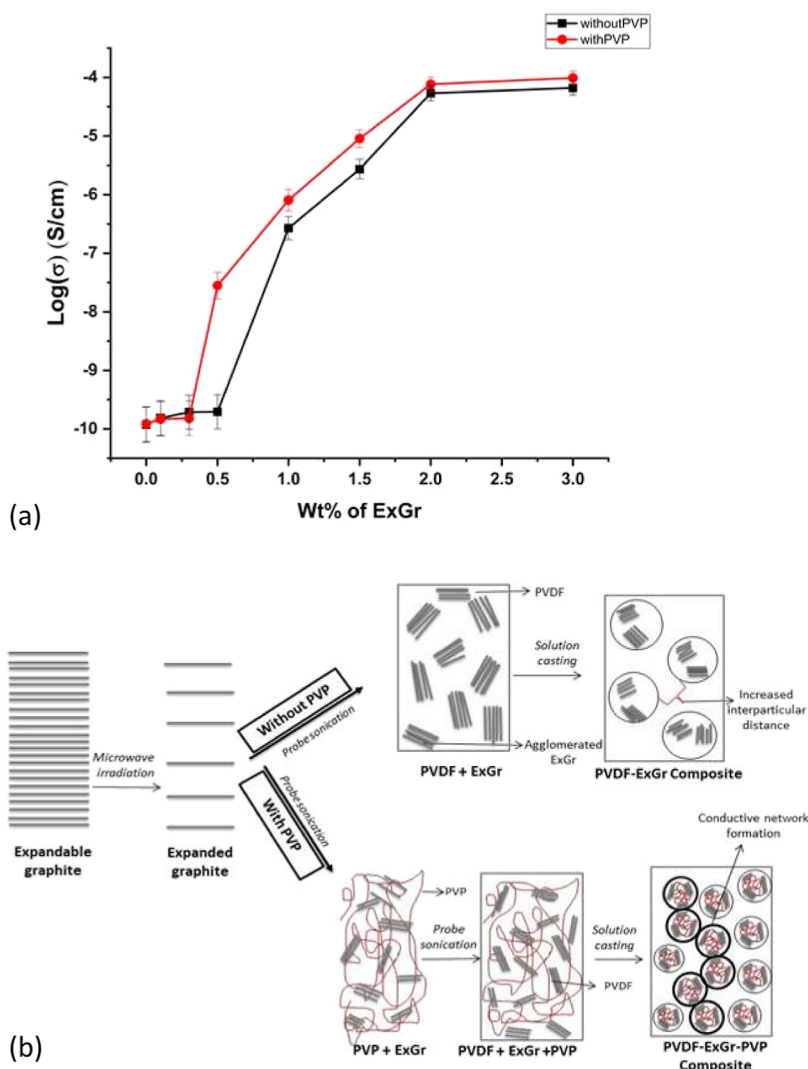 withoutPVP
withPVP
-4
-5
-6
-7
-8
-9
-10
Log(σ) (S/cm)
0.0 0.5 1.0 1.5 2.0 2.5 3.0
Wt% of ExGr
(a)
PVDF
Solution
casting
Increased
interparticular
distance
Agglomerated
ExGr
PVDF + ExGr
PVDF-ExGr Composite
Without PVP
Probe sonication
Microwave
irradiation
Probe sonication
With PVP
Expandable
graphite
Expanded
graphite
Conductive network
formation
PVP
Probe
sonication
Solution
casting
PVDF
PVP + ExGr
PVDF + ExGr +PVP
PVDF-ExGr-PVP
Composite
(b)